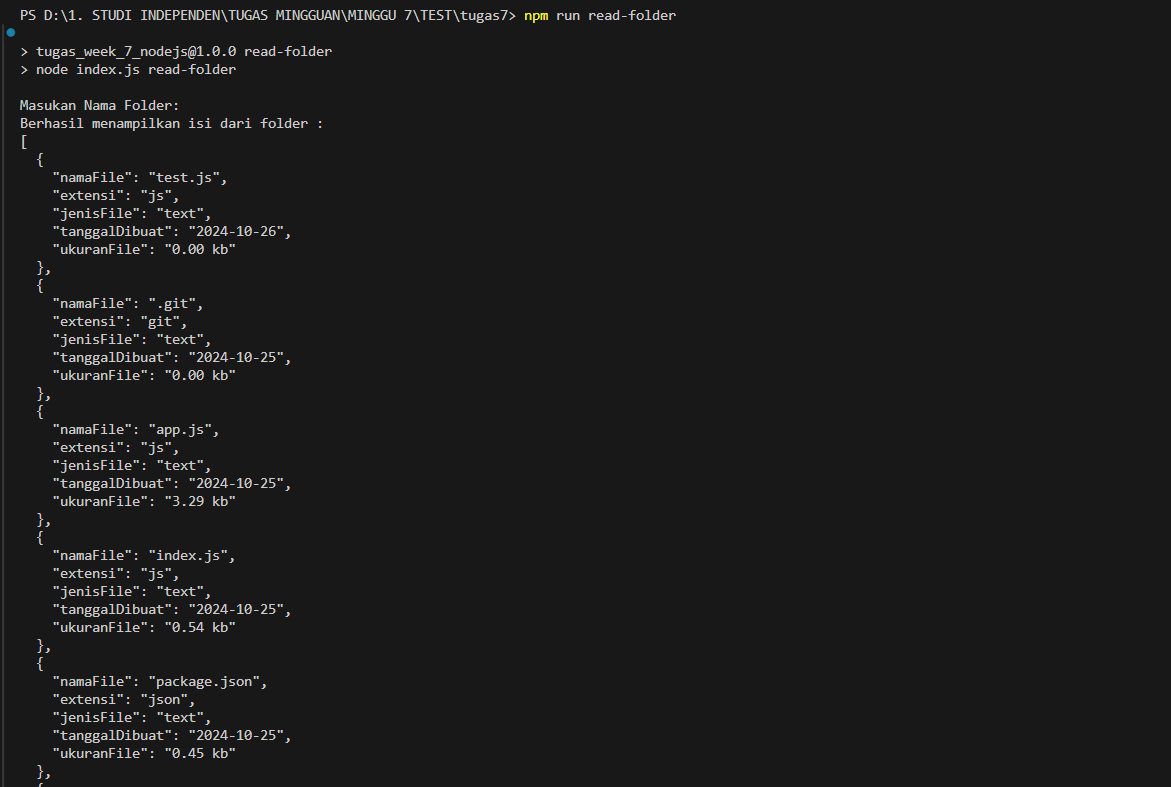 PS D:\1. STUDI INDEPENDEN\TUGAS MINGGUAN\MINGGU 7\TEST\tugas7> npm run read-folder
> tugas_week_7_nodejs@1.0.0 read-folder
> node index.js read-folder
Masukan Nama Folder:
Berhasil menampilkan isi dari folder :
[
  {
    "namaFile": "test.js",
    "extensi": "js",
    "jenisFile": "text",
    "tanggalDibuat": "2024-10-26",
    "ukuranFile": "0.00 kb"
  },
  {
    "namaFile": ".git",
    "extensi": "git",
    "jenisFile": "text",
    "tanggalDibuat": "2024-10-25",
    "ukuranFile": "0.00 kb"
  },
  {
    "namaFile": "app.js",
    "extensi": "js",
    "jenisFile": "text",
    "tanggalDibuat": "2024-10-25",
    "ukuranFile": "3.29 kb"
  },
  {
    "namaFile": "index.js",
    "extensi": "js",
    "jenisFile": "text",
    "tanggalDibuat": "2024-10-25",
    "ukuranFile": "0.54 kb"
  },
  {
    "namaFile": "package.json",
    "extensi": "json",
    "jenisFile": "text",
    "tanggalDibuat": "2024-10-25",
    "ukuranFile": "0.45 kb"
  },
  {